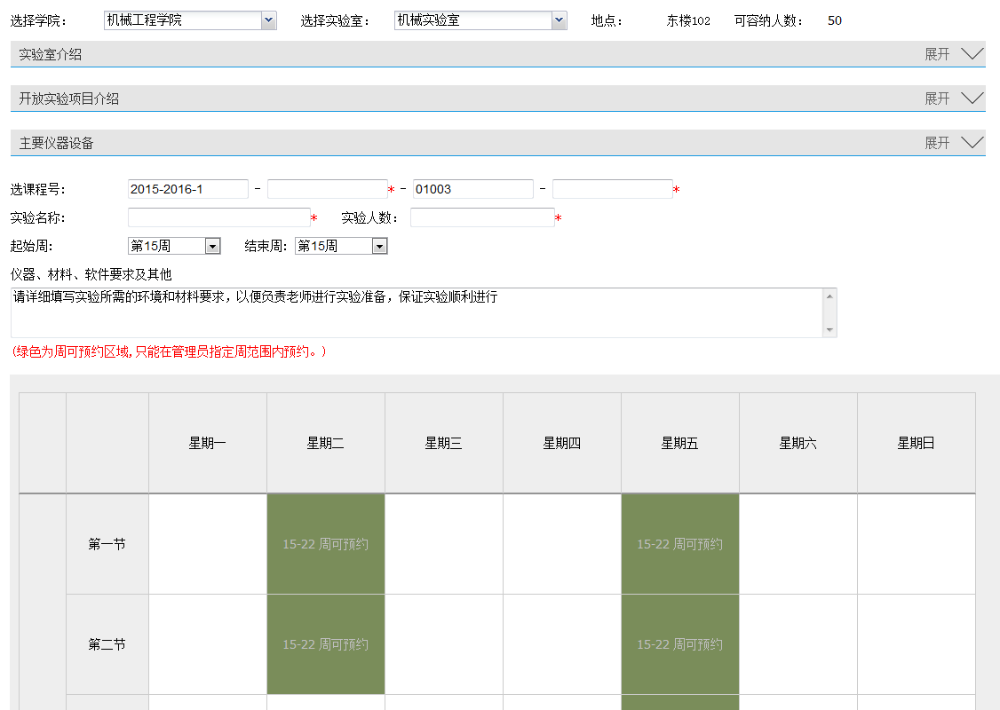 选择学院： 机械工程学院 选择实验室： 机械实验室 地点： 东楼102 可容纳人数： 50
实验室介绍 展开
开放实验项目介绍 展开
主要仪器设备 展开
选课程号： 2015-2016-1 - * - 01003 - *
实验名称： * 实验人数： *
起始周： 第15周 结束周： 第15周
仪器、材料、软件要求及其他
请详细填写实验所需的环境和材料要求，以便负责老师进行实验准备，保证实验顺利进行
(绿色为周可预约区域,只能在管理员指定周范围内预约。)
星期一 星期二 星期三 星期四 星期五 星期六 星期日
第一节 15-22 周可预约 15-22 周可预约
第二节 15-22 周可预约 15-22 周可预约